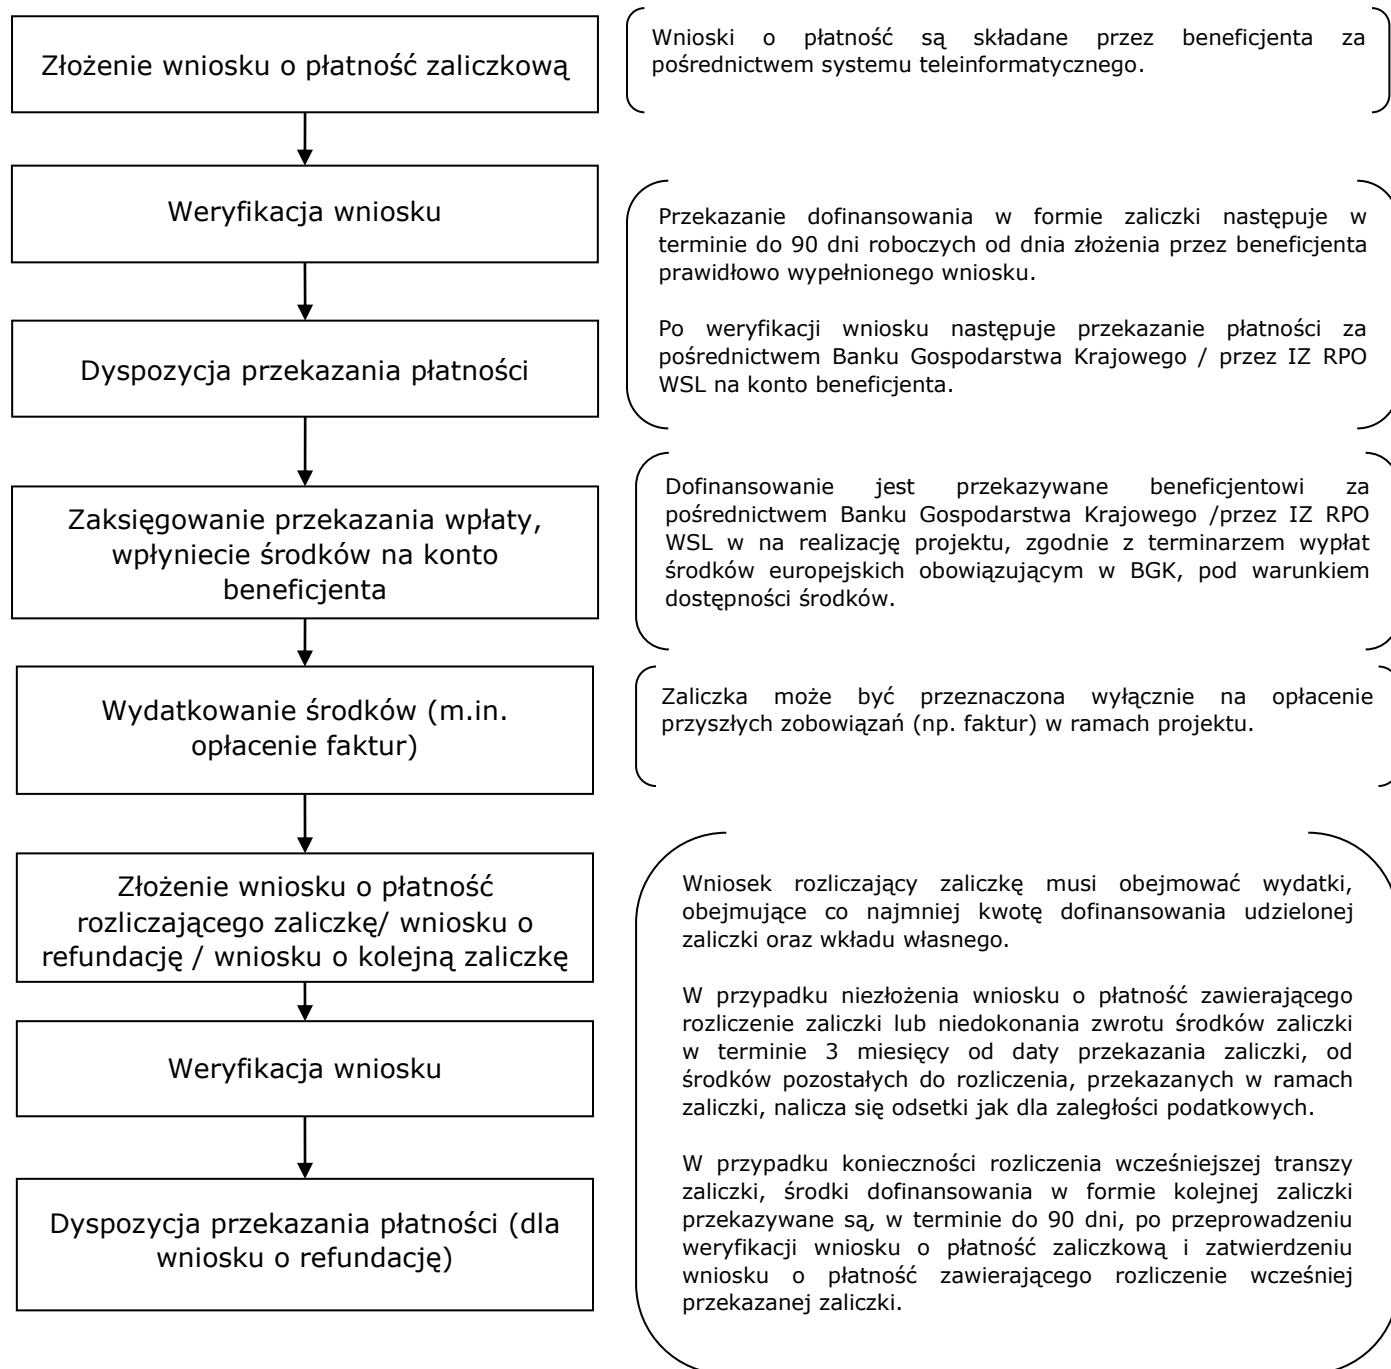 Złożenie wniosku o płatność zaliczkową
Wnioski o płatność są składane przez beneficjenta za
pośrednictwem systemu teleinformatycznego.
Weryfikacja wniosku
Przekazanie dofinansowania w formie zaliczki następuje w
terminie do 90 dni roboczych od dnia złożenia przez beneficjenta
prawidłowo wypełnionego wniosku.
Po weryfikacji wniosku następuje przekazanie płatności za
pośrednictwem Banku Gospodarstwa Krajowego / przez IZ RPO
WSL na konto beneficjenta.
Dyspozycja przekazania płatności
Zaksięgowanie przekazania wpłaty,
wpłyniecie środków na konto
beneficjenta
Dofinansowanie jest przekazywane beneficjentowi za
pośrednictwem Banku Gospodarstwa Krajowego /przez IZ RPO
WSL w na realizację projektu, zgodnie z terminarzem wypłat
środków europejskich obowiązującym w BGK, pod warunkiem
dostępności środków.
Wydatkowanie środków (m.in.
opłacenie faktur)
Zaliczka może być przeznaczona wyłącznie na opłacenie
przyszłych zobowiązań (np. faktur) w ramach projektu.
Złożenie wniosku o płatność
rozliczającego zaliczkę/ wniosku o
refundację / wniosku o kolejną zaliczkę
Weryfikacja wniosku
Dyspozycja przekazania płatności (dla
wniosku o refundację)
Wniosek rozliczający zaliczkę musi obejmować wydatki,
obejmujące co najmniej kwotę dofinansowania udzielonej
zaliczki oraz wkładu własnego.
W przypadku niezłożenia wniosku o płatność zawierającego
rozliczenie zaliczki lub niedokonania zwrotu środków zaliczki
w terminie 3 miesięcy od daty przekazania zaliczki, od
środków pozostałych do rozliczenia, przekazanych w ramach
zaliczki, nalicza się odsetki jak dla zaległości podatkowych.
W przypadku konieczności rozliczenia wcześniejszej transzy
zaliczki, środki dofinansowania w formie kolejnej zaliczki
przekazywane są, w terminie do 90 dni, po przeprowadzeniu
weryfikacji wniosku o płatność zaliczkową i zatwierdzeniu
wniosku o płatność zawierającego rozliczenie wcześniej
przekazanej zaliczki.